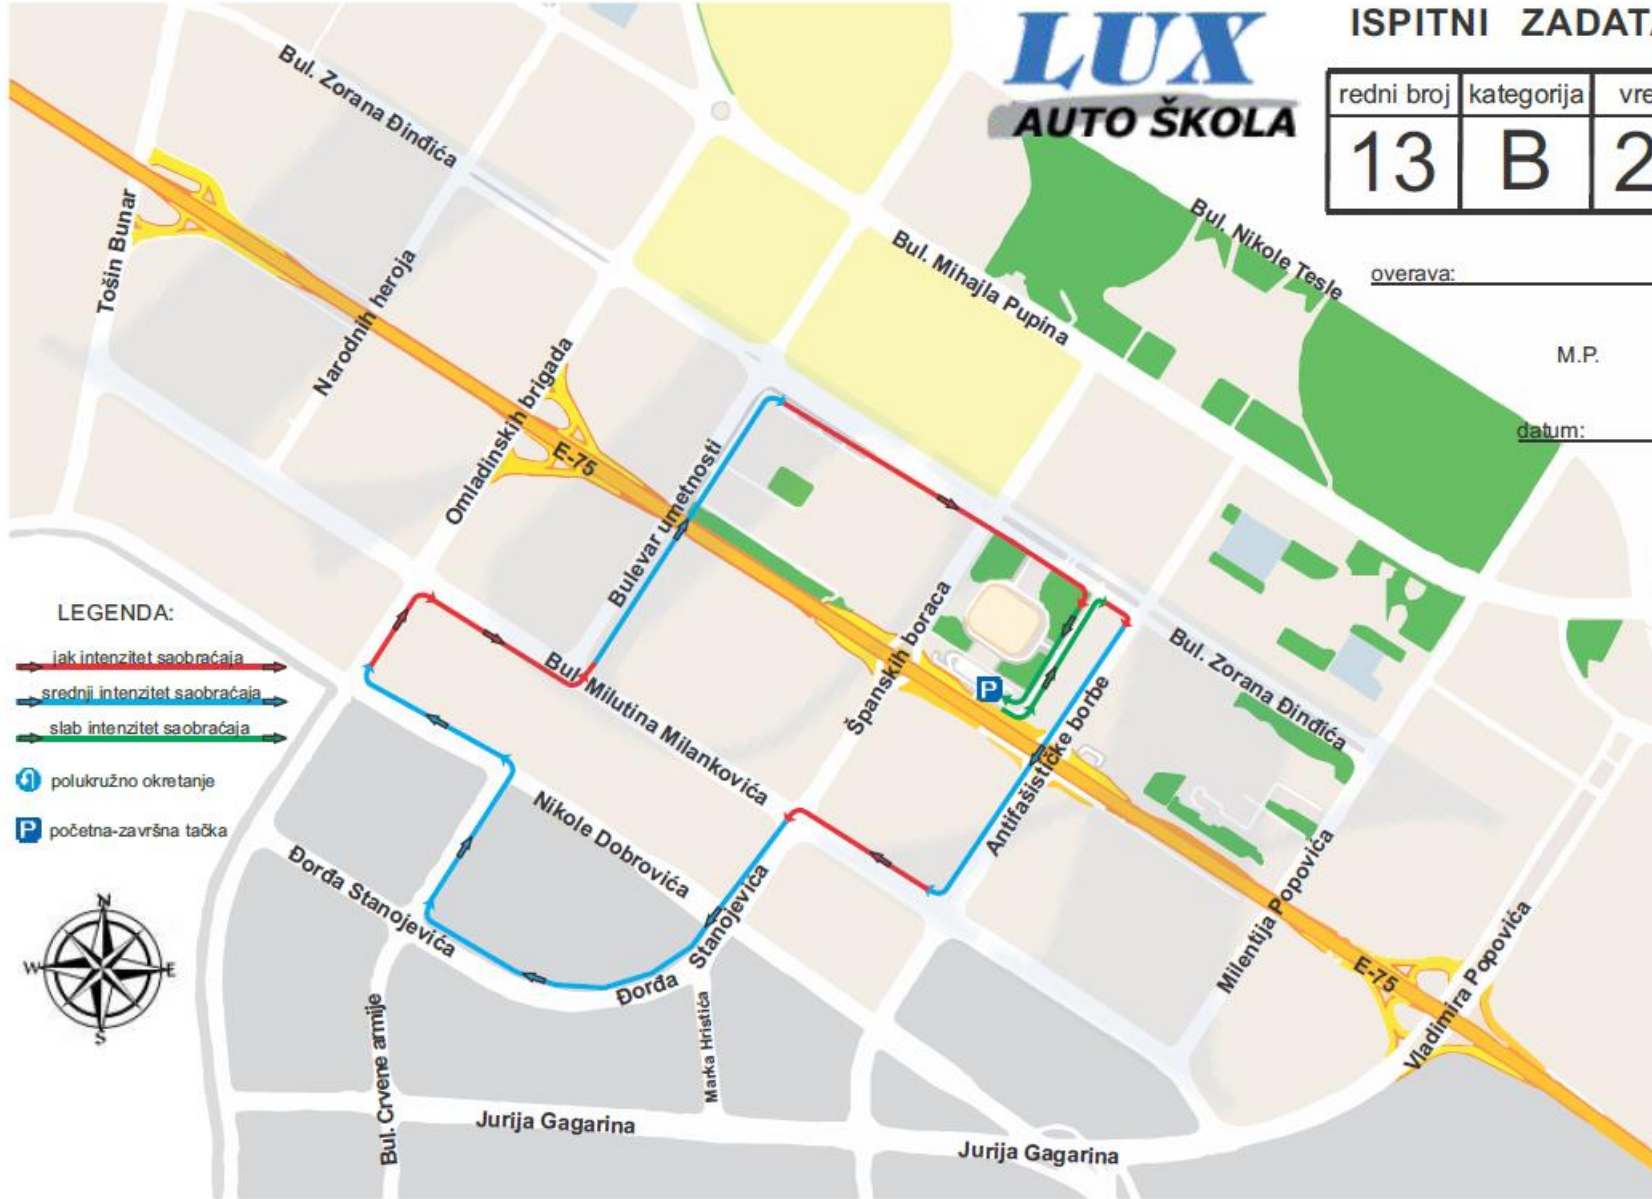 LUX
AUTO ŠKOLA
ISPITNI ZADATA
redni broj kategorija vre
13 B 2
overava:
M.P.
datum:
Bul. Zorana Đinđića
Tošin Bunar
Narodnih heroja
Omladinskih brigada
E-75
Bulevar umetnosti
Bul. Mihajla Pupina
Bul. Nikole Tesle
Španskih boraca
P
Antifašističke borbe
Bul. Zorana Đinđića
Bul. Milutina Milankovića
Nikole Dobrovića
Đorđa Stanojevića
Đorđa Stanojevića
Marka Hristića
Bul. Crvene armije
Jurija Gagarina
Jurija Gagarina
Milentija Popovića
E-75
Vladimira Popovića
LEGENDA:
jak intenzitet saobraćaja
srednji intenzitet saobraćaja
slab intenzitet saobraćaja
polukružno okretanje
P početna-završna tačka
N
W E
S